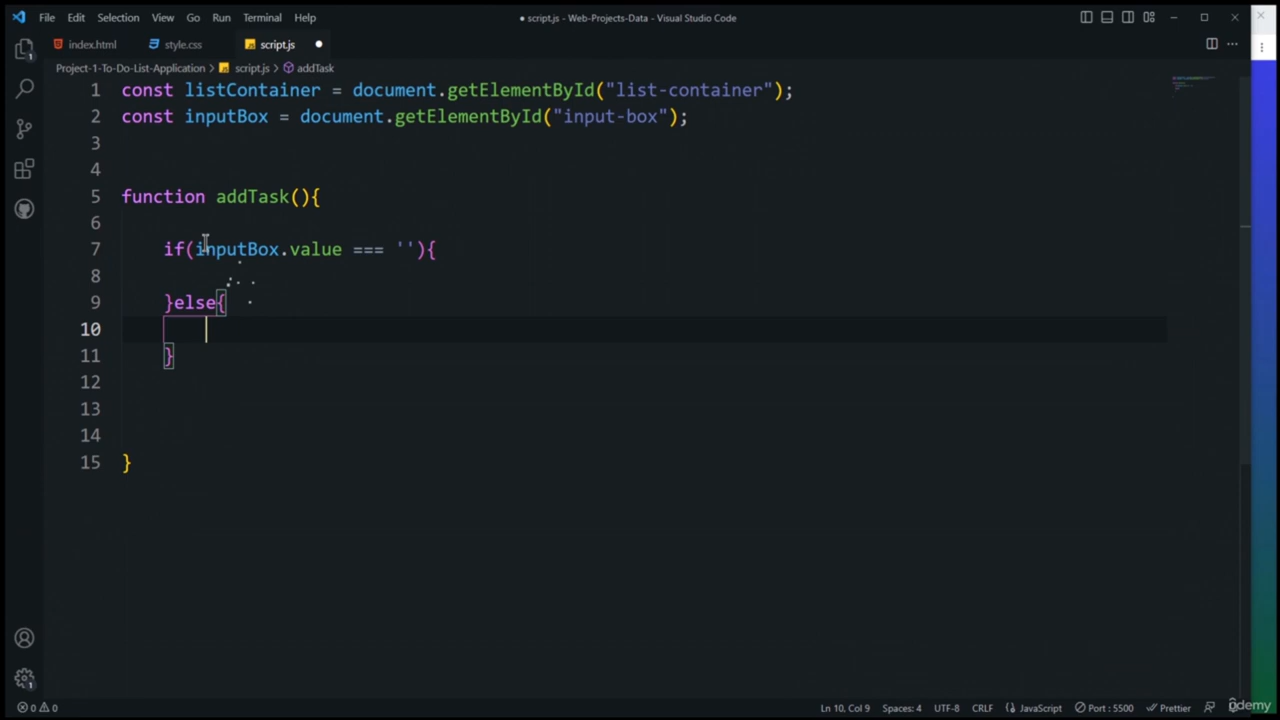 File Edit Selection View Go Run Terminal Help ● script.js - Web-Projects-Data - Visual Studio Code
index.html style.css script.js
Project-1-To-Do-List-Application > script.js > addTask
1 const listContainer = document.getElementById("list-container");
2 const inputBox = document.getElementById("input-box");
3
4
5 function addTask(){
6
7 if(inputBox.value === ''){
8
9 }else{
10
11 }
12
13
14
15 }
0 0 Ln 10, Col 9 Spaces: 4 UTF-8 CRLF {} JavaScript Port : 5500 Prettier
ûdemy